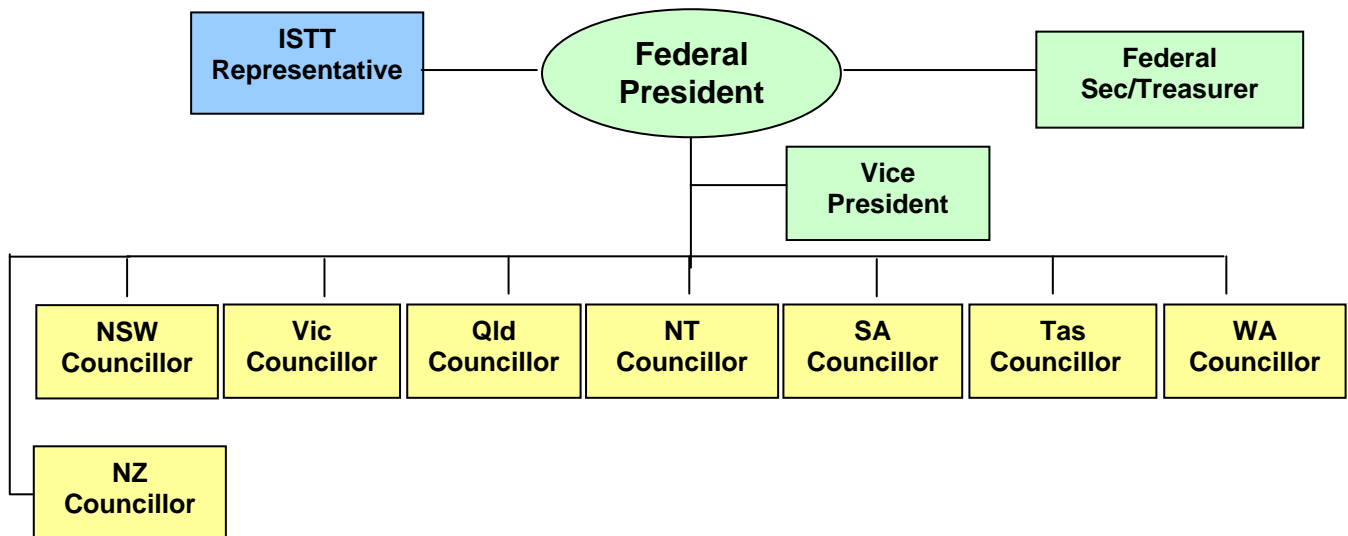 ISTT
Representative
Federal
President
Federal
Sec/Treasurer
Vice
President
NSW
Councillor
Vic
Councillor
Qld
Councillor
NT
Councillor
SA
Councillor
Tas
Councillor
WA
Councillor
NZ
Councillor